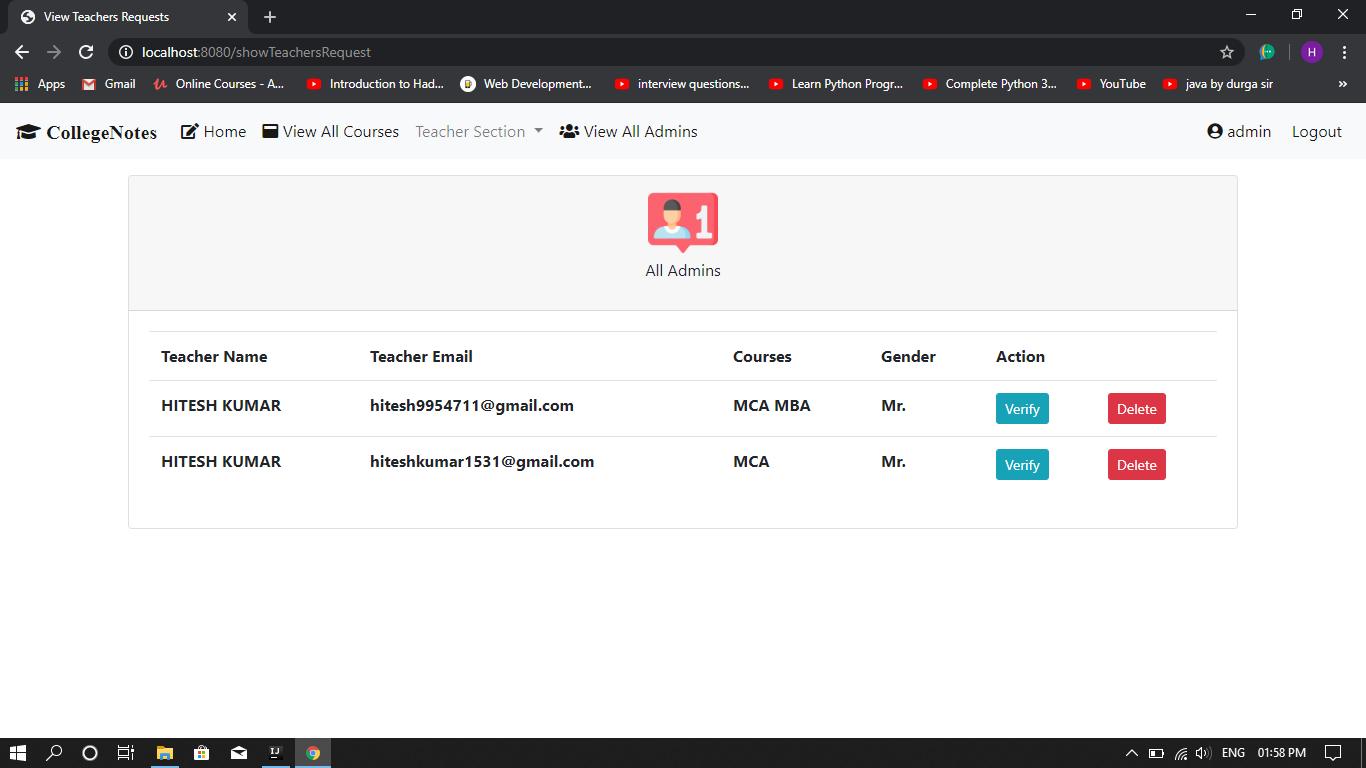 View Teachers Requests
localhost:8080/showTeachersRequest
H
Apps Gmail Online Courses - A... Introduction to Had... Web Development... interview questions... Learn Python Progr... Complete Python 3... YouTube java by durga sir »
CollegeNotes Home View All Courses Teacher Section View All Admins admin Logout
1
All Admins
Teacher Name Teacher Email Courses Gender Action
HITESH KUMAR hitesh9954711@gmail.com MCA MBA Mr. Verify Delete
HITESH KUMAR hiteshkumar1531@gmail.com MCA Mr. Verify Delete
IJ ENG 01:58 PM